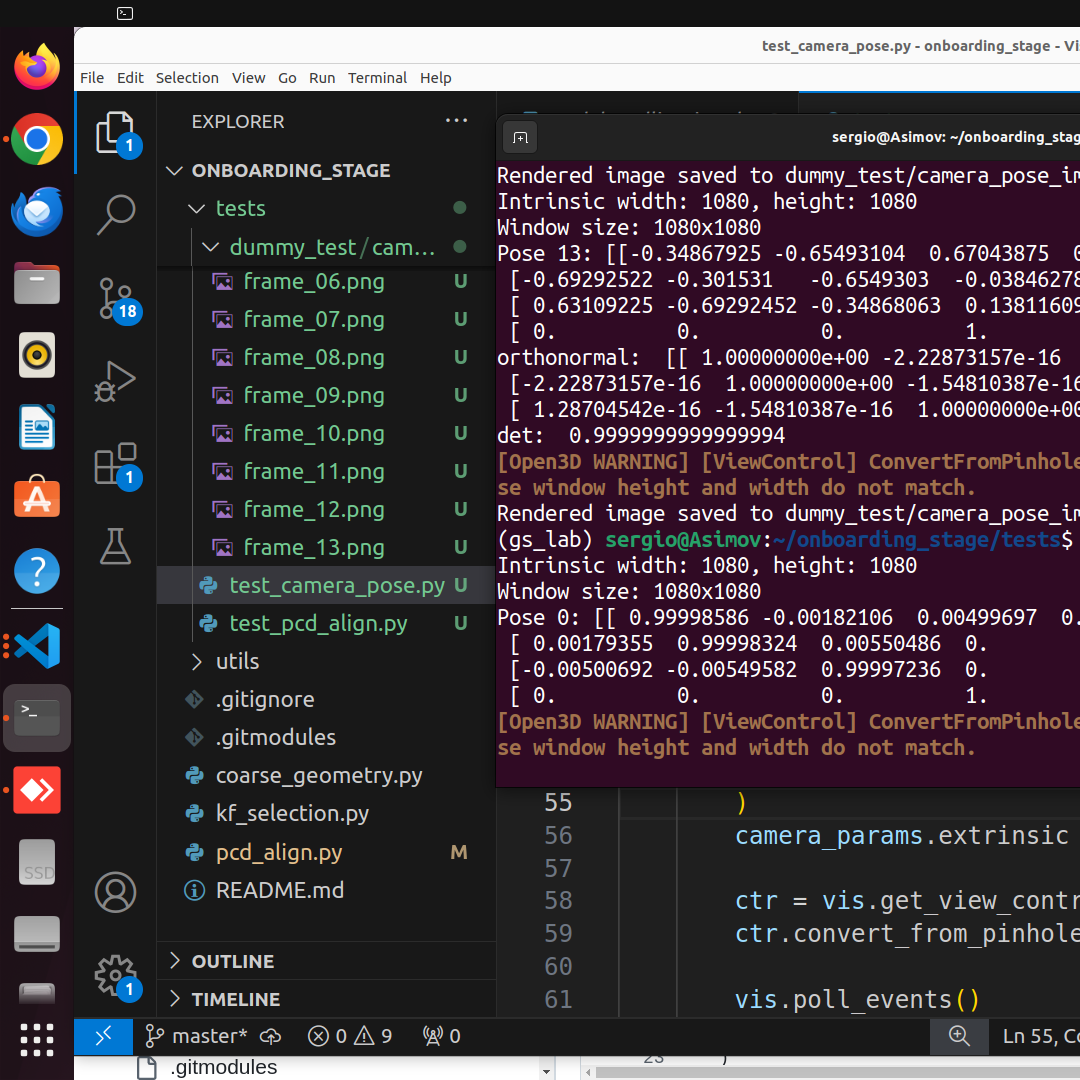 test_camera_pose.py - onboarding_stage - Vi
File Edit Selection View Go Run Terminal Help
1
18
1
1
SSD
EXPLORER
ONBOARDING_STAGE
tests
dummy_test/cam...
frame_06.png U
frame_07.png U
frame_08.png U
frame_09.png U
frame_10.png U
frame_11.png U
frame_12.png U
frame_13.png U
test_camera_pose.py U
test_pcd_align.py U
utils
.gitignore
.gitmodules
coarse_geometry.py
kf_selection.py
pcd_align.py M
README.md
OUTLINE
TIMELINE
sergio@Asimov: ~/onboarding_stag
Rendered image saved to dummy_test/camera_pose_im
Intrinsic width: 1080, height: 1080
Window size: 1080x1080
Pose 13: [[-0.34867925 -0.65493104  0.67043875  0
[-0.69292522 -0.301531   -0.6549303  -0.03846278
[ 0.63109225 -0.69292452 -0.34868063  0.13811609
[ 0.          0.          0.          1.
orthonormal:  [[ 1.00000000e+00 -2.22873157e-16
[-2.22873157e-16  1.00000000e+00 -1.54810387e-16
[ 1.28704542e-16 -1.54810387e-16  1.00000000e+00
det:  0.9999999999999994
[Open3D WARNING] [ViewControl] ConvertFromPinhole
se window height and width do not match.
Rendered image saved to dummy_test/camera_pose_im
(gs_lab) sergio@Asimov:~/onboarding_stage/tests$
Intrinsic width: 1080, height: 1080
Window size: 1080x1080
Pose 0: [[ 0.99998586 -0.00182106  0.00499697  0.
[ 0.00179355  0.99998324  0.00550486  0.
[-0.00500692 -0.00549582  0.99997236  0.
[ 0.          0.          0.          1.
[Open3D WARNING] [ViewControl] ConvertFromPinhole
se window height and width do not match.
55 )
56 camera_params.extrinsic
57
58 ctr = vis.get_view_contr
59 ctr.convert_from_pinhole
60
61 vis.poll_events()
master* 0 9 0
Ln 55, Co
.gitmodules